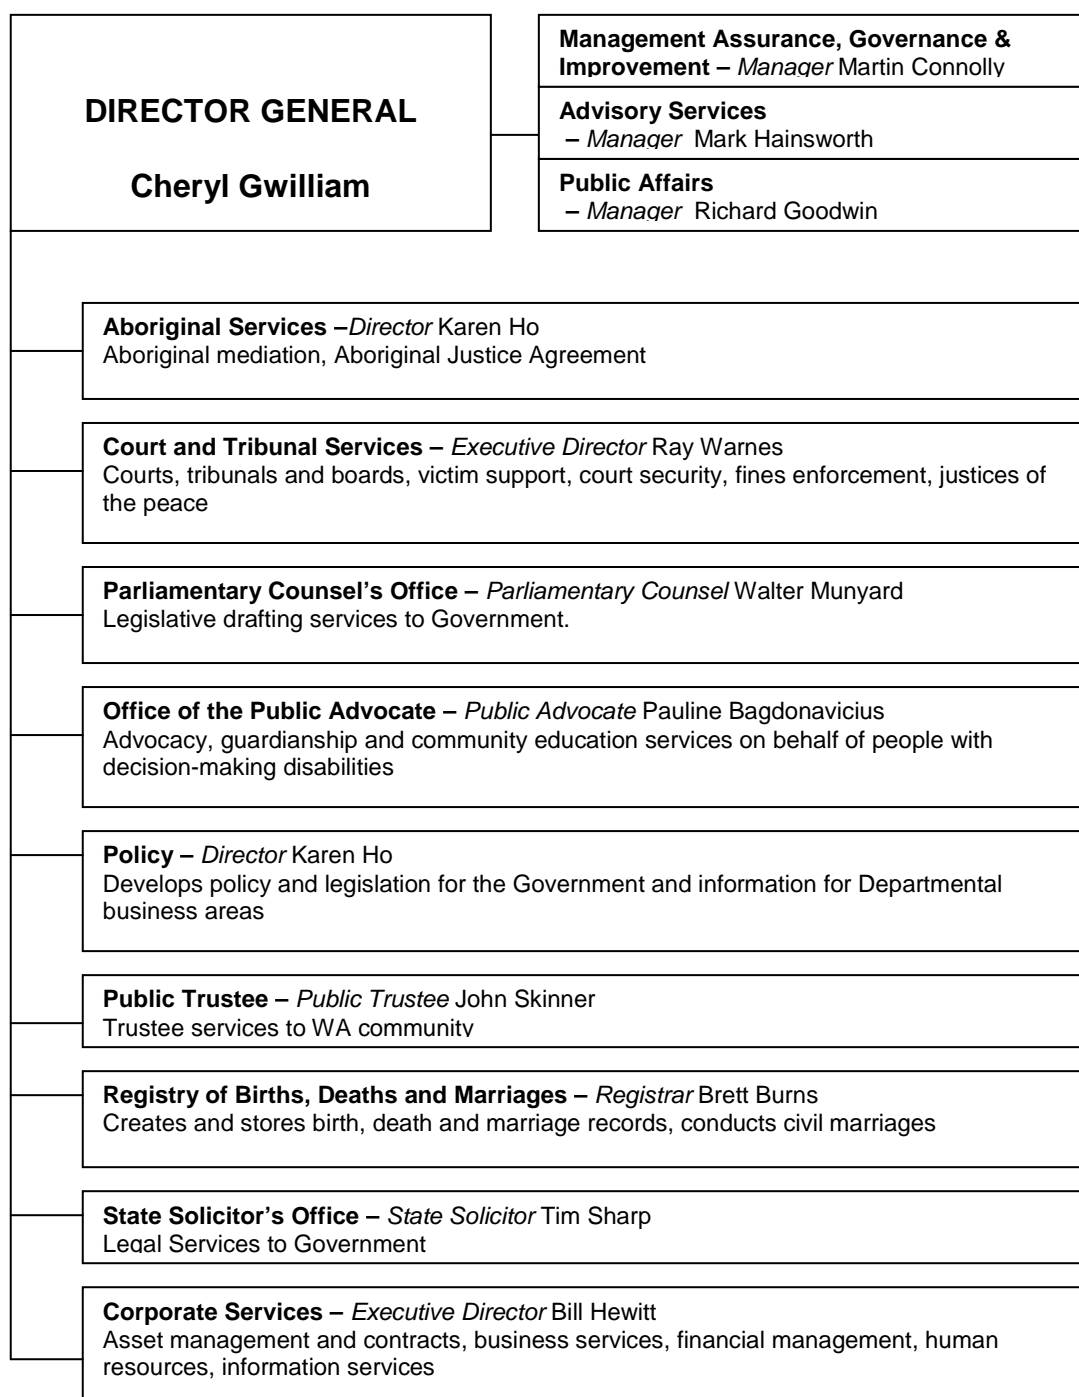 DIRECTOR GENERAL
Cheryl Gwilliam
Management Assurance, Governance &
Improvement – Manager Martin Connolly
Advisory Services
– Manager Mark Hainsworth
Public Affairs
– Manager Richard Goodwin
Aboriginal Services –Director Karen Ho
Aboriginal mediation, Aboriginal Justice Agreement
Court and Tribunal Services – Executive Director Ray Warnes
Courts, tribunals and boards, victim support, court security, fines enforcement, justices of
the peace
Parliamentary Counsel's Office – Parliamentary Counsel Walter Munyard
Legislative drafting services to Government.
Office of the Public Advocate – Public Advocate Pauline Bagdonavicius
Advocacy, guardianship and community education services on behalf of people with
decision-making disabilities
Policy – Director Karen Ho
Develops policy and legislation for the Government and information for Departmental
business areas
Public Trustee – Public Trustee John Skinner
Trustee services to WA community
Registry of Births, Deaths and Marriages – Registrar Brett Burns
Creates and stores birth, death and marriage records, conducts civil marriages
State Solicitor's Office – State Solicitor Tim Sharp
Legal Services to Government
Corporate Services – Executive Director Bill Hewitt
Asset management and contracts, business services, financial management, human
resources, information services